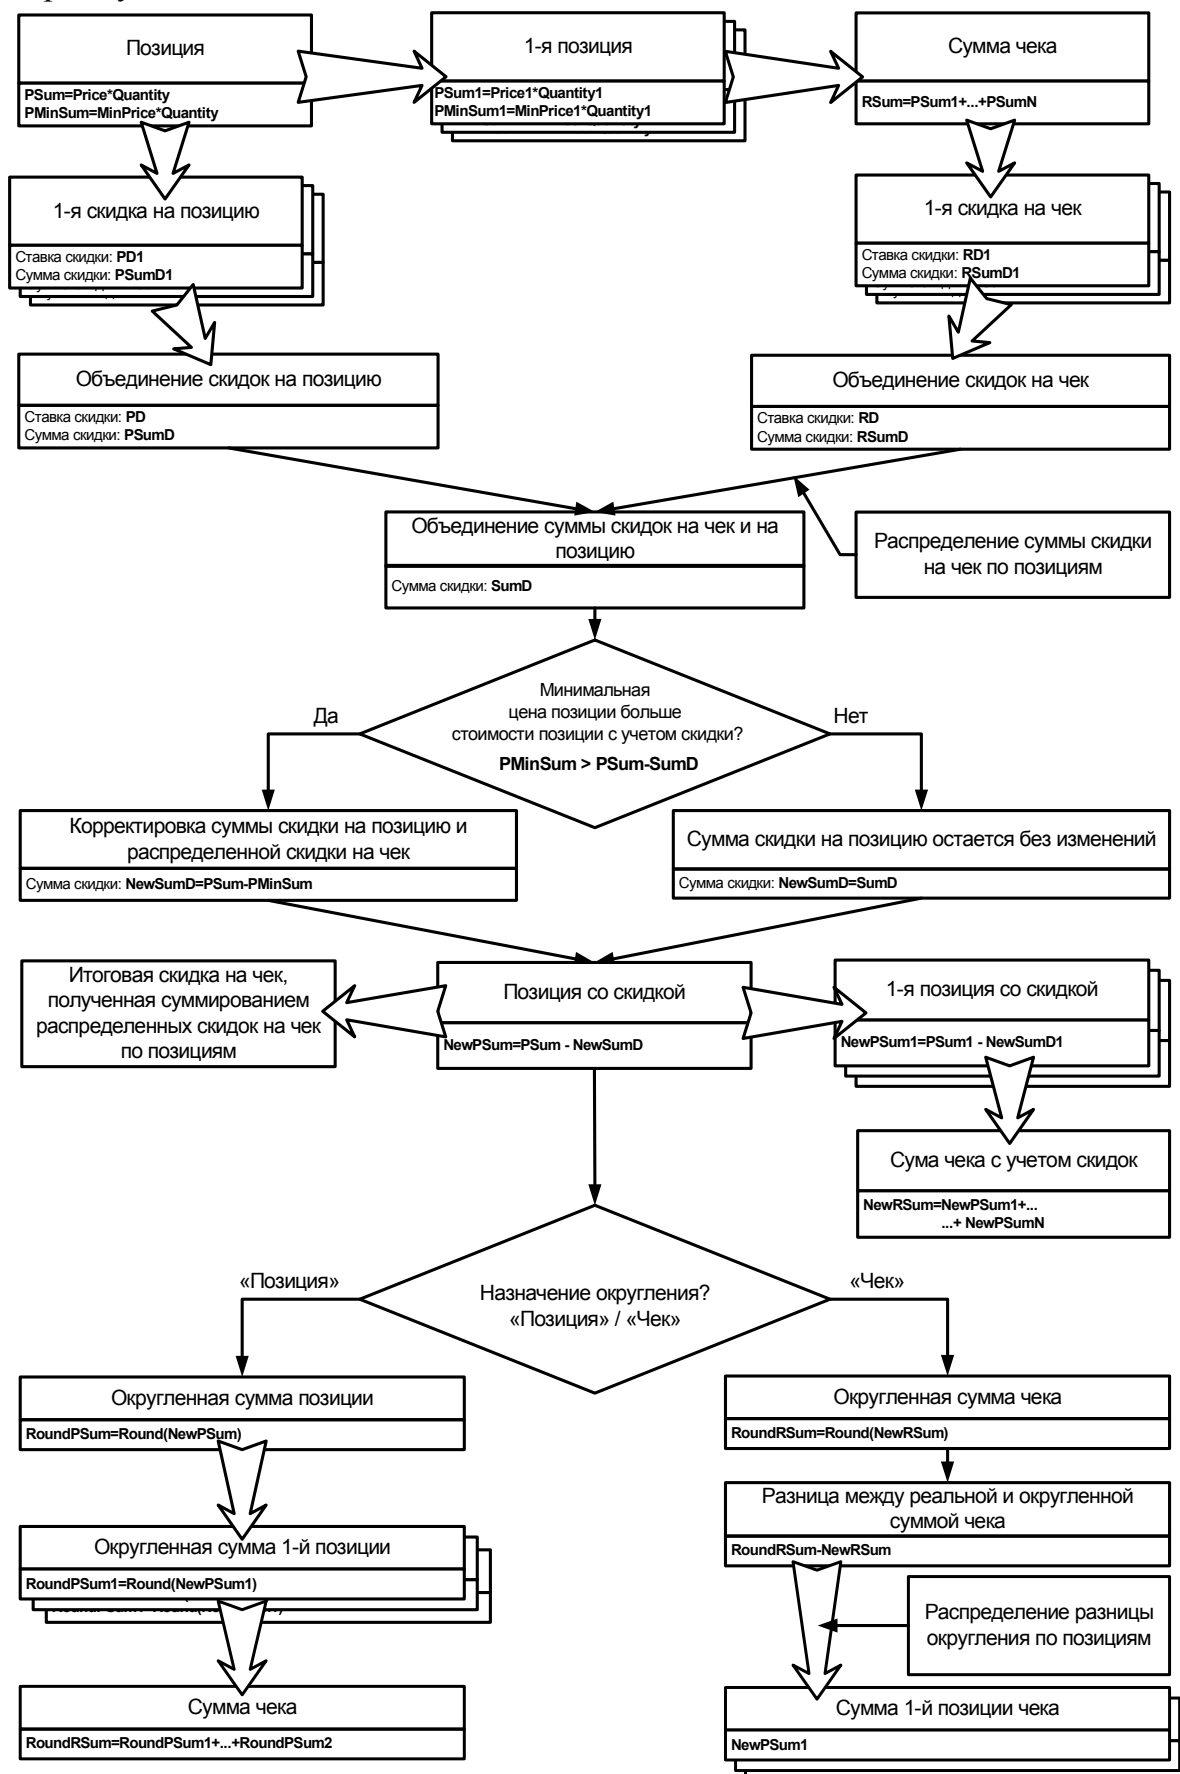 Позиция
PSum=Price*Quantity
PMinSum=MinPrice*Quantity
1-я позиция
PSum1=Price1*Quantity1
PMinSum1=MinPrice1*Quantity1
Сумма чека
RSum=PSum1+...+PSumN
1-я скидка на позицию
Ставка скидки: PD1
Сумма скидки: PSumD1
1-я скидка на чек
Ставка скидки: RD1
Сумма скидки: RSumD1
Объединение скидок на позицию
Ставка скидки: PD
Сумма скидки: PSumD
Объединение скидок на чек
Ставка скидки: RD
Сумма скидки: RSumD
Объединение суммы скидок на чек и на
позицию
Сумма скидки: SumD
Распределение суммы скидки
на чек по позициям
Минимальная
цена позиции больше
стоимости позиции с учетом скидки?
PMinSum > PSum-SumD
Да
Нет
Корректировка суммы скидки на позицию и
распределенной скидки на чек
Сумма скидки: NewSumD=PSum-PMinSum
Сумма скидки на позицию остается без изменений
Сумма скидки: NewSumD=SumD
Итоговая скидка на чек,
полученная суммированием
распределенных скидок на чек
по позициям
Позиция со скидкой
NewPSum=PSum - NewSumD
1-я позиция со скидкой
NewPSum1=PSum1 - NewSumD1
Сума чека с учетом скидок
NewRSum=NewPSum1+...
...+ NewPSumN
Назначение округления?
«Позиция» / «Чек»
«Позиция»
«Чек»
Округленная сумма позиции
RoundPSum=Round(NewPSum)
Округленная сумма чека
RoundRSum=Round(NewRSum)
Разница между реальной и округленной
суммой чека
RoundRSum-NewRSum
Округленная сумма 1-й позиции
RoundPSum1=Round(NewPSum1)
Распределение разницы
округления по позициям
Сумма чека
RoundRSum=RoundPSum1+...+RoundPSum2
Сумма 1-й позиции чека
NewPSum1